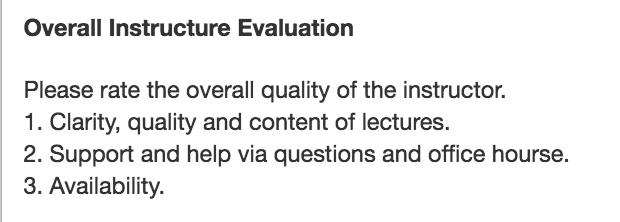 Overall Instructure Evaluation
Please rate the overall quality of the instructor.
1. Clarity, quality and content of lectures.
2. Support and help via questions and office hourse.
3. Availability.